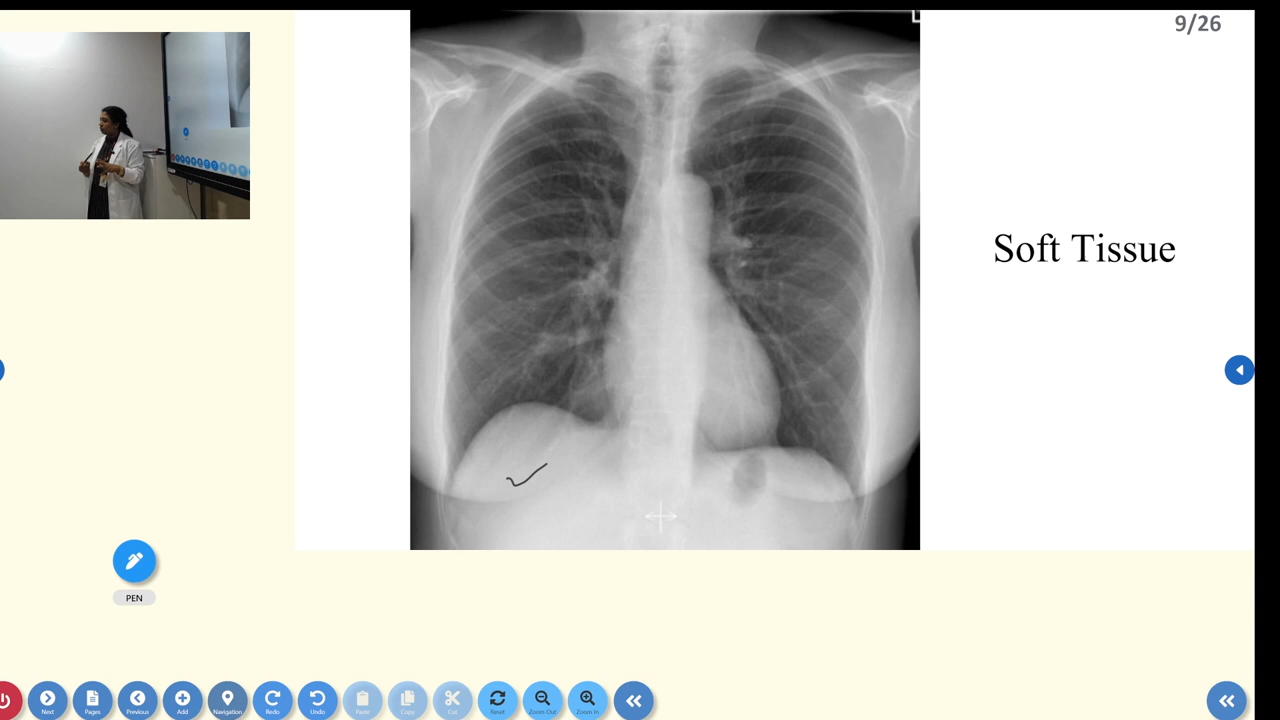 9/26
Soft Tissue
PEN
Next
Pages
Previous
Add
Navigation
Redo
Undo
Paste
Copy
Cut
Reset
Zoom Out
Zoom In